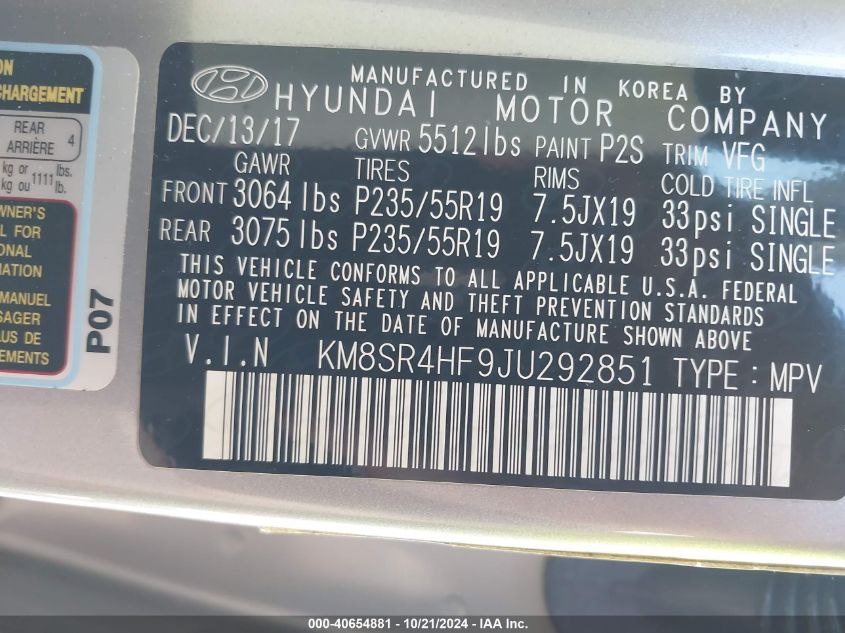 ON
CHARGEMENT
REAR
ARRIÈRE 4
kg or 1111 lbs.
kg ou lb.
WNER'S
L FOR
ONAL
MATION
MANUEL
SAGER
LUS DE
P07
MANUFACTURED IN KOREA BY
HYUNDAI MOTOR COMPANY
DEC/13/17 GVWR 5512 lbs PAINT P2S TRIM VFG
GAWR TIRES RIMS COLD TIRE INFL
FRONT 3064 lbs P235/55R19 7.5JX19 33psi SINGLE
REAR 3075 lbs P235/55R19 7.5JX19 33psi SINGLE
THIS VEHICLE CONFORMS TO ALL APPLICABLE U.S.A. FEDERAL
MOTOR VEHICLE SAFETY AND THEFT PREVENTION STANDARDS
IN EFFECT ON THE DATE OF MANUFACTURE SHOWN ABOVE
V.I.N KM8SR4HF9JU292851 TYPE : MPV
000-40654881 - 10/21/2024 - IAA Inc.